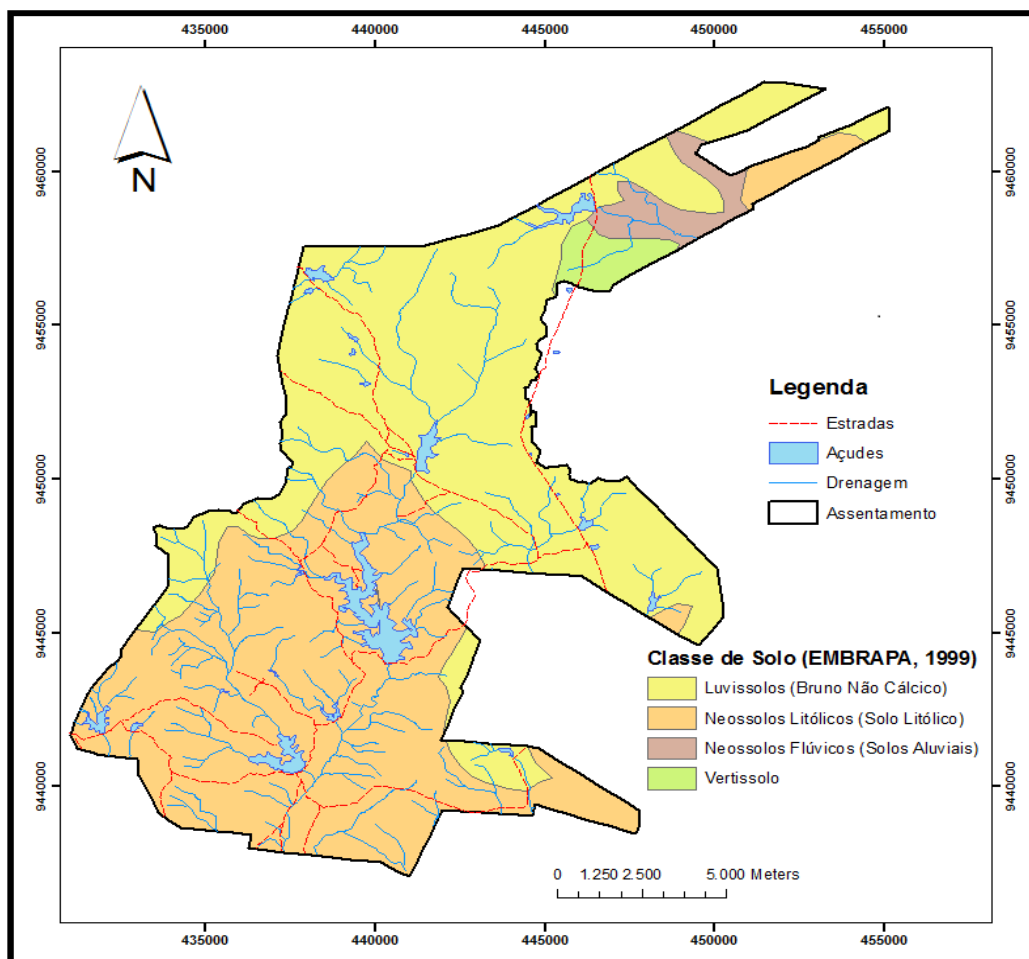 435000 440000 445000 450000 455000
N
9460000 9460000
9455000 9455000
Legenda
Estradas
Açudes
Drenagem
Assentamento
9450000 9450000
9445000 9445000
Classe de Solo (EMBRAPA, 1999)
Luvissolos (Bruno Não Cálcico)
Neossolos Litólicos (Solo Litólico)
Neossolos Flúvicos (Solos Aluviais)
Vertissolo
9440000 9440000
0 1.250 2.500 5.000 Meters
435000 440000 445000 450000 455000